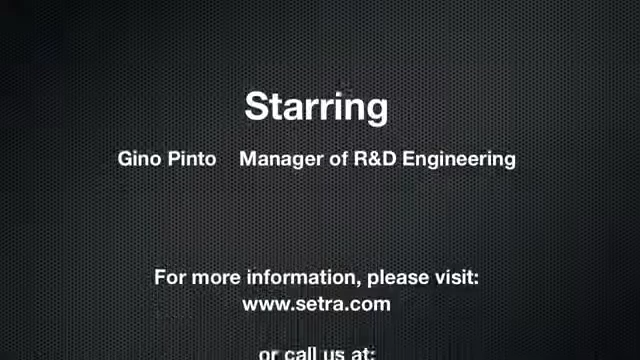 Starring
Gino Pinto Manager of R&D Engineering
For more information, please visit:
www.setra.com
or call us at: